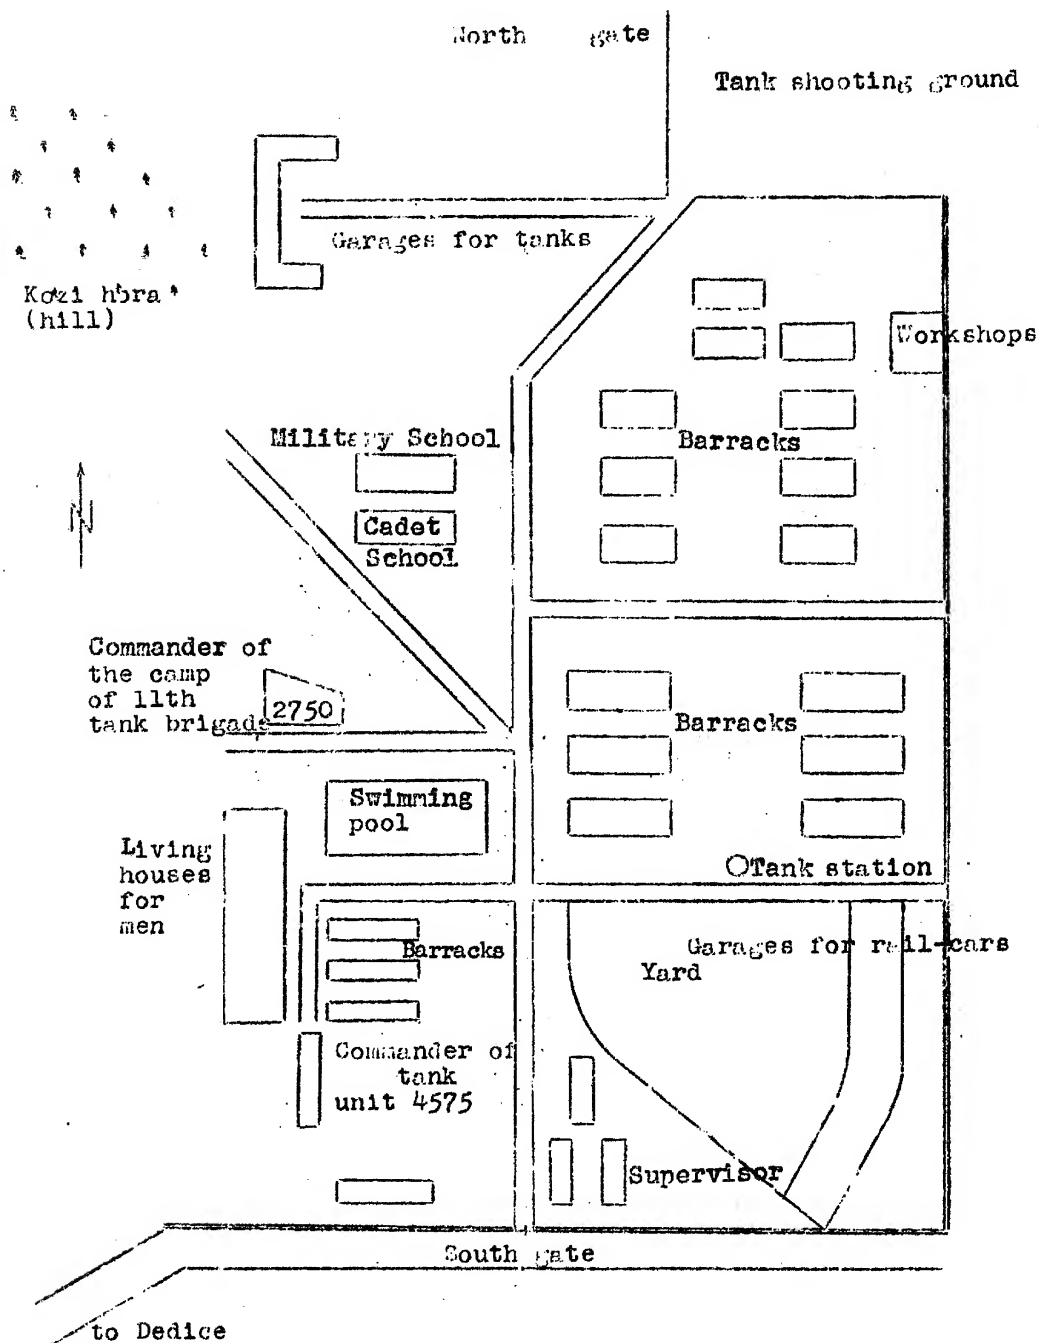 North gate
Tank shooting ground
Garages for tanks
Kozi hora
(hill)
Workshops
Military School
Barracks
N
Cadet
School
Commander of
the camp
of 11th
tank brigade
2750
Barracks
Swimming
pool
Living
houses
for
men
Tank station
Barracks
Garages for rail-cars
Yard
Commander of
tank
unit 4575
Supervisor
South gate
to Dedice